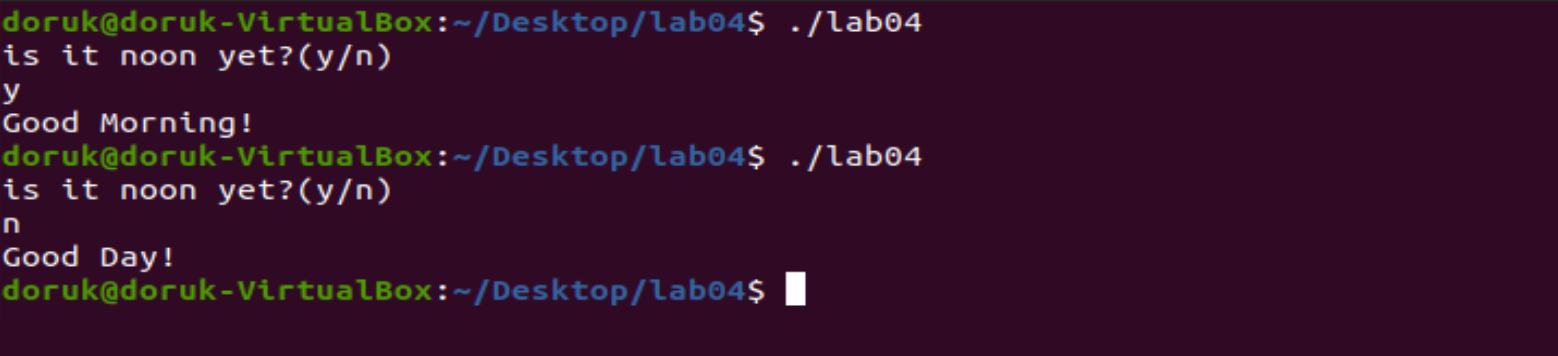 doruk@doruk-VirtualBox:~/Desktop/lab04$ ./lab04
is it noon yet?(y/n)
y
Good Morning!
doruk@doruk-VirtualBox:~/Desktop/lab04$ ./lab04
is it noon yet?(y/n)
n
Good Day!
doruk@doruk-VirtualBox:~/Desktop/lab04$